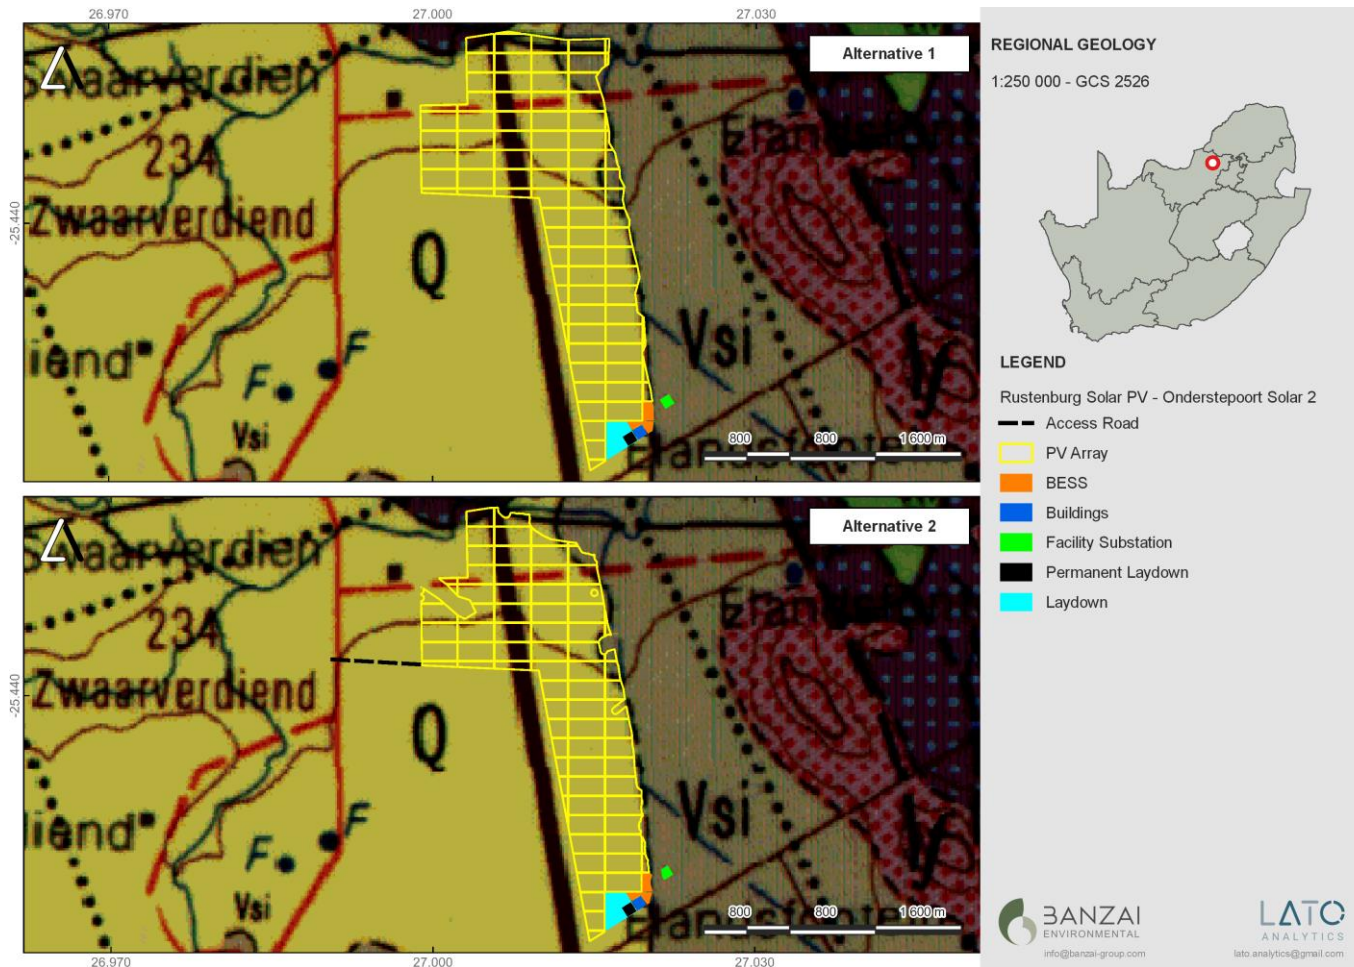 26.970
27.000
27.030
Alternative 1
Swaarverdien
234
Zwaarverdiend
-25.440
Q
Vsi
iend"
F
F
Vsi
800
800
1 600 m
Alternative 2
Swaarverdien
234
Zwaarverdiend
-25.440
Q
Vsi
iend"
F
F
Vsi
800
800
1 600 m
26.970
27.000
27.030
REGIONAL GEOLOGY
1:250 000 - GCS 2526
LEGEND
Rustenburg Solar PV - Onderstepoort Solar 2
Access Road
PV Array
BESS
Buildings
Facility Substation
Permanent Laydown
Laydown
BANZAI
ENVIRONMENTAL
info@banzai-group.com
LATO
ANALYTICS
lato.analytics@gmail.com